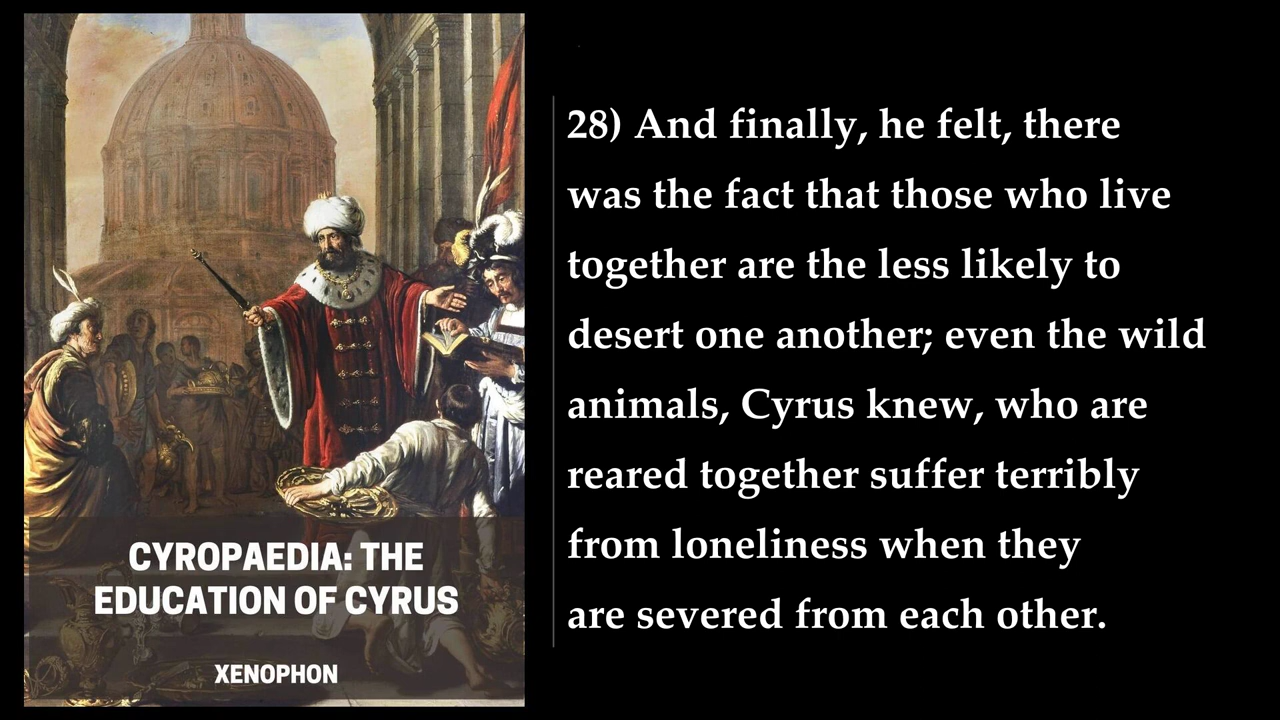 CYROPAEDIA: THE
EDUCATION OF CYRUS
XENOPHON
28) And finally, he felt, there
was the fact that those who live
together are the less likely to
desert one another; even the wild
animals, Cyrus knew, who are
reared together suffer terribly
from loneliness when they
are severed from each other.